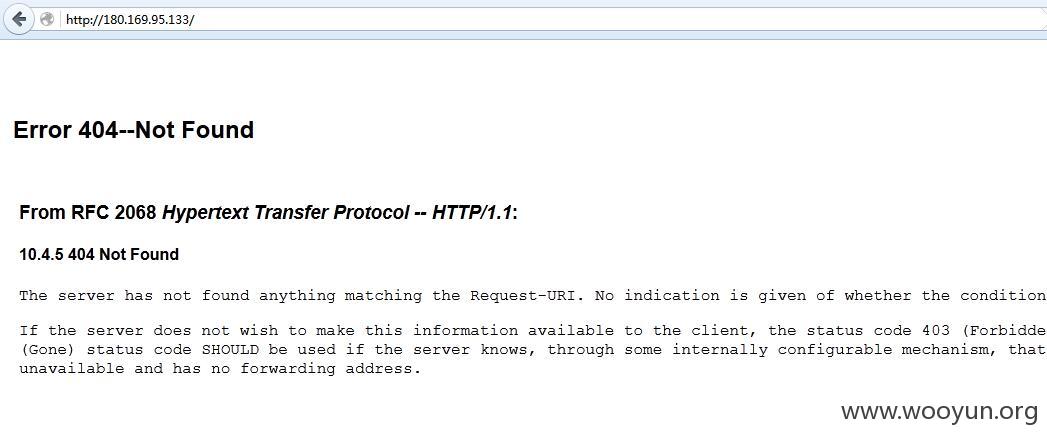 http://180.169.95.133/
Error 404--Not Found
From RFC 2068 Hypertext Transfer Protocol -- HTTP/1.1:
10.4.5 404 Not Found
The server has not found anything matching the Request-URI. No indication is given of whether the condition
If the server does not wish to make this information available to the client, the status code 403 (Forbidde
(Gone) status code SHOULD be used if the server knows, through some internally configurable mechanism, that
unavailable and has no forwarding address.
www.wooyun.org